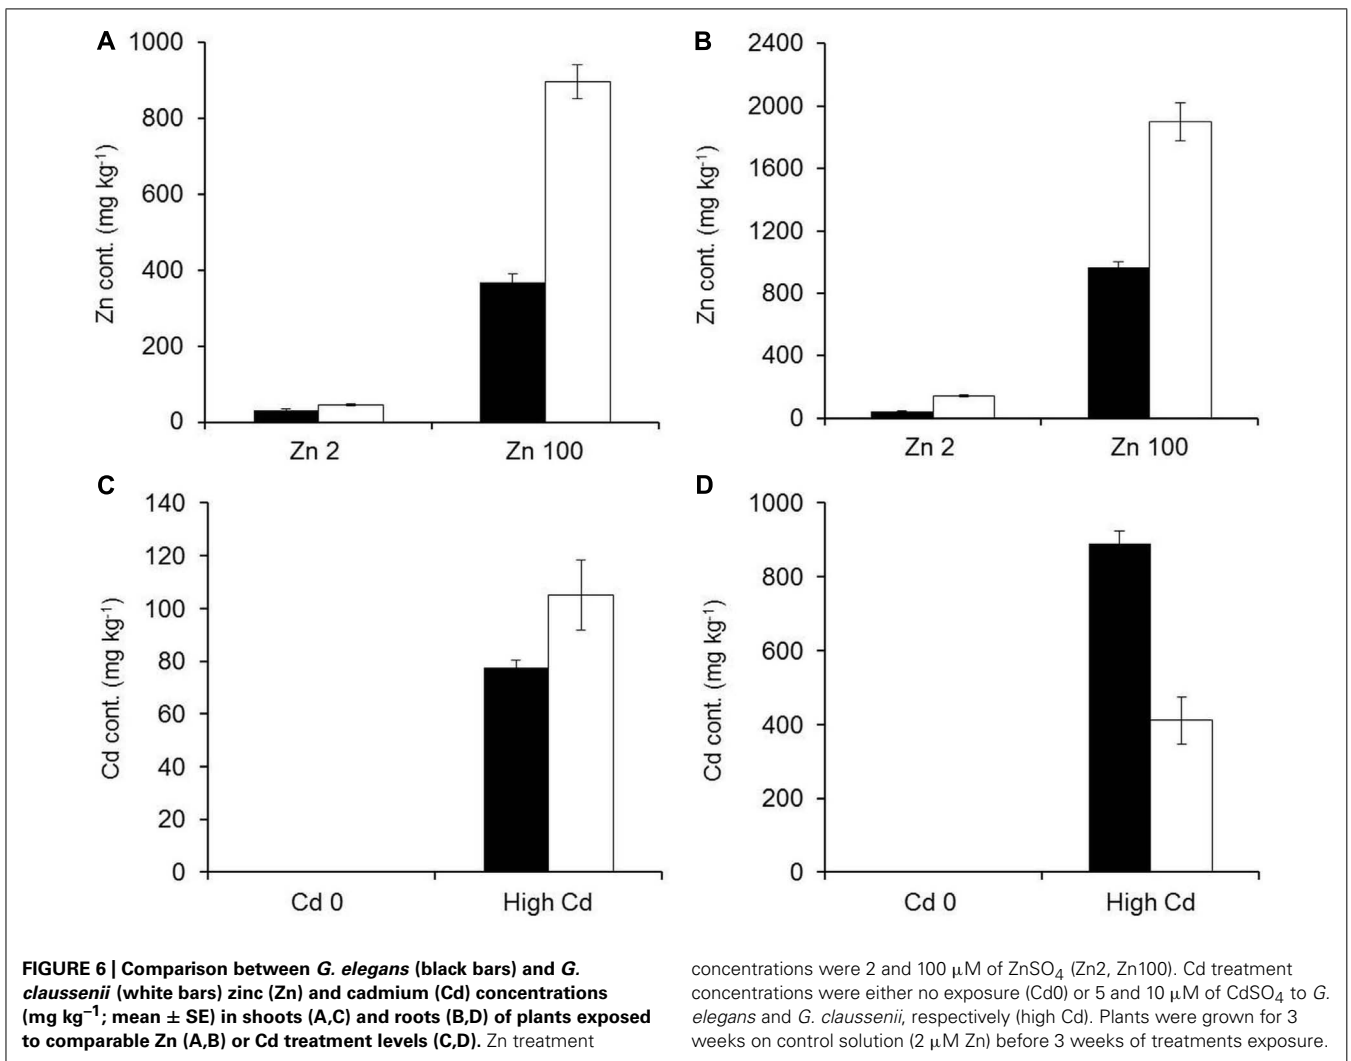 A
1000
800
600
400
200
0
Zn cont. (mg kg-1)
Zn 2 Zn 100
B
2400
2000
1600
1200
800
400
0
Zn cont. (mg kg-1)
Zn 2 Zn 100
C
140
120
100
80
60
40
20
0
Cd cont. (mg kg-1)
Cd 0 High Cd
D
1000
800
600
400
200
0
Cd cont. (mg kg-1)
Cd 0 High Cd
FIGURE 6 | Comparison between G. elegans (black bars) and G.
claussenii (white bars) zinc (Zn) and cadmium (Cd) concentrations
(mg kg−1; mean ± SE) in shoots (A,C) and roots (B,D) of plants exposed
to comparable Zn (A,B) or Cd treatment levels (C,D). Zn treatment
concentrations were 2 and 100 μM of ZnSO4 (Zn2, Zn100). Cd treatment
concentrations were either no exposure (Cd0) or 5 and 10 μM of CdSO4 to G.
elegans and G. claussenii, respectively (high Cd). Plants were grown for 3
weeks on control solution (2 μM Zn) before 3 weeks of treatments exposure.